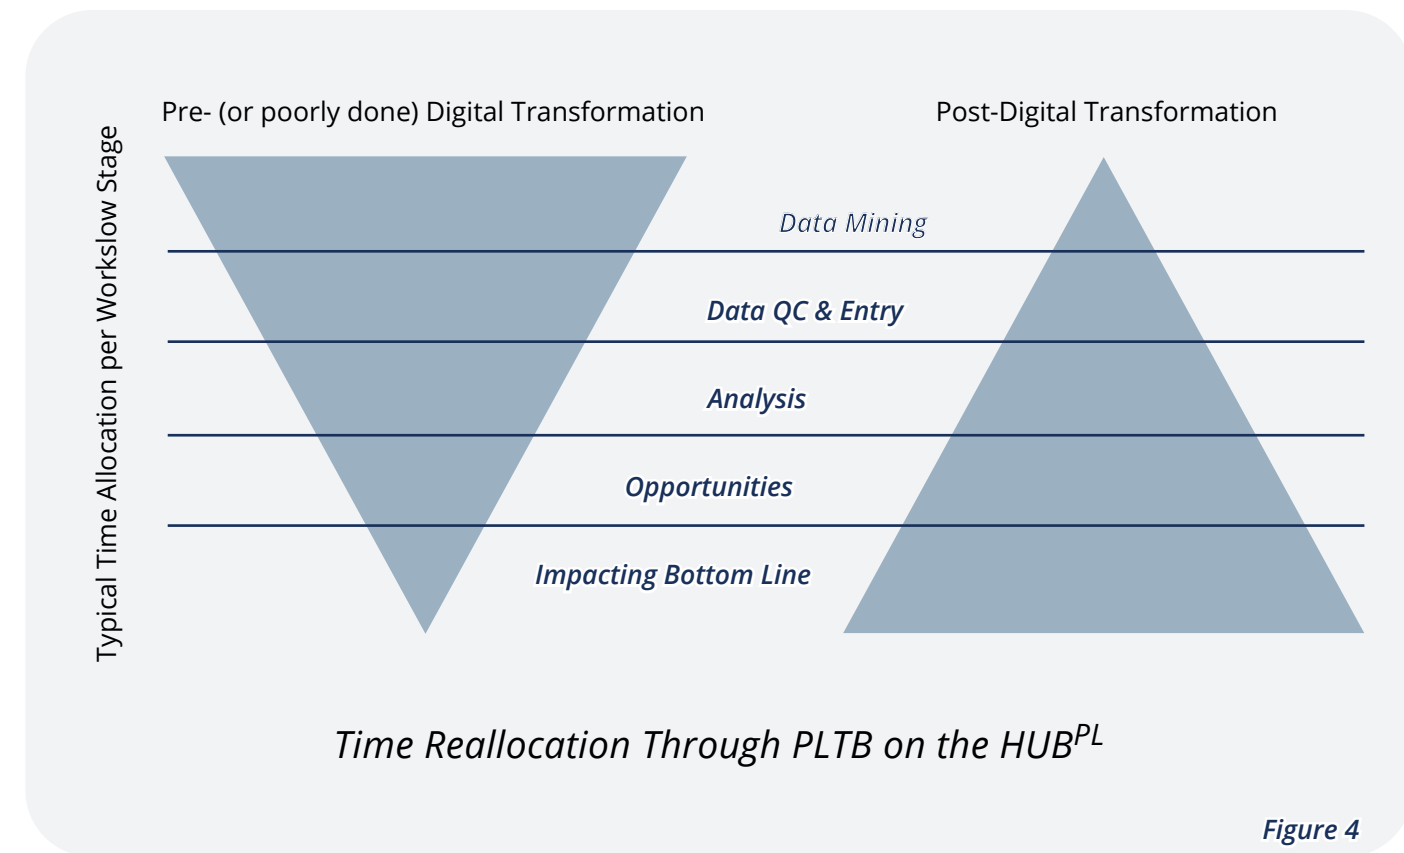 Pre- (or poorly done) Digital Transformation
Post-Digital Transformation
Typical Time Allocation per Workslow Stage
Data Mining
Data QC & Entry
Analysis
Opportunities
Impacting Bottom Line
Time Reallocation Through PLTB on the HUBPL
Figure 4